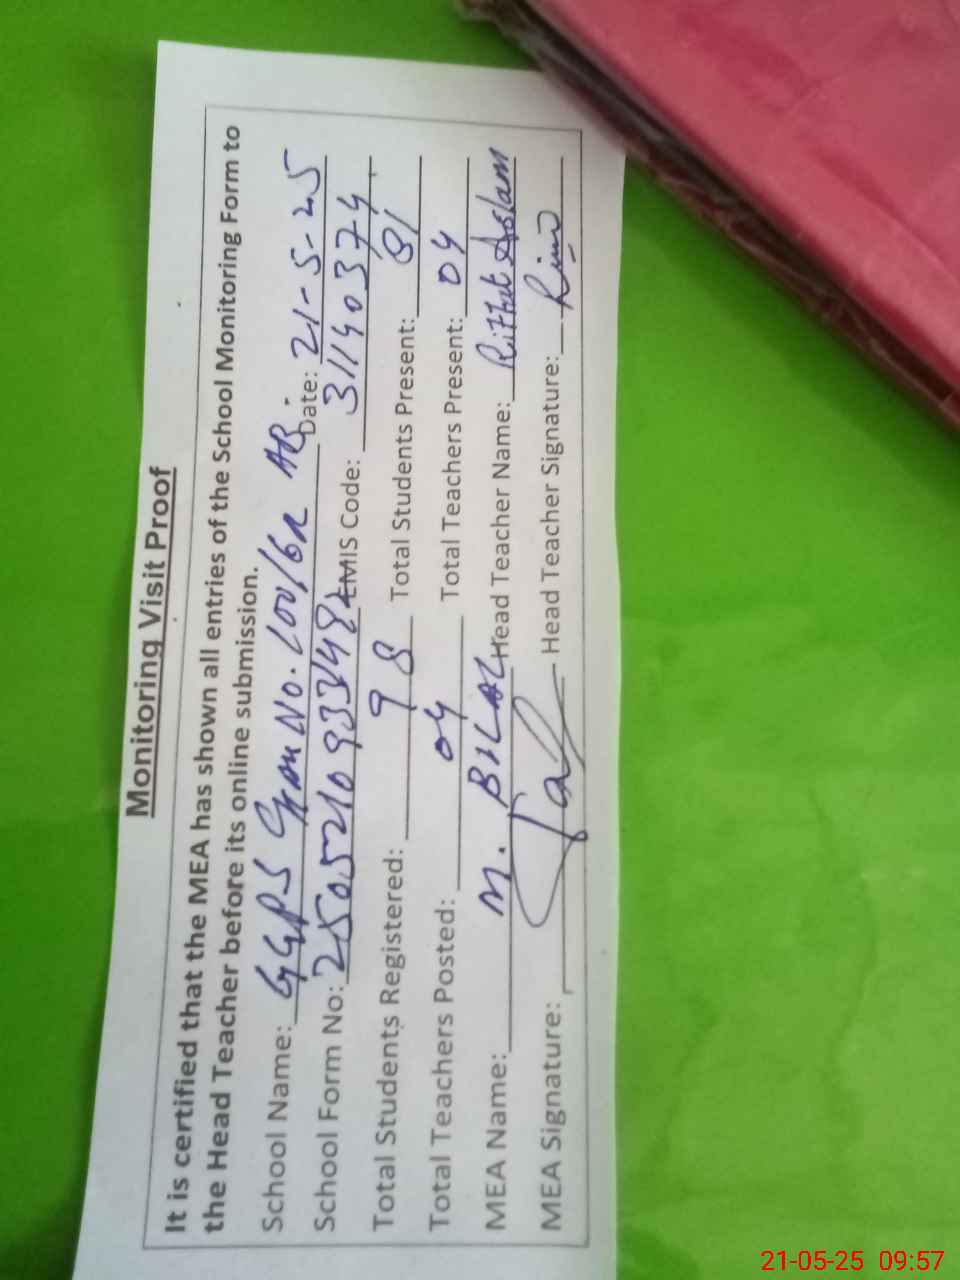 Monitoring Visit Proof
It is certified that the MEA has shown all entries of the School Monitoring Form to
the Head Teacher before its online submission.
School Name: GGPS No. 100/6R AB Date: 21-5-25
School Form No: EMIS Code: 31140374
Total Students Registered: 98 Total Students Present: 81
Total Teachers Posted: 04 Total Teachers Present: 04
MEA Name: M. BILAL Head Teacher Name: Riffat Aslam
MEA Signature: Head Teacher Signature:
21-05-25 09:57